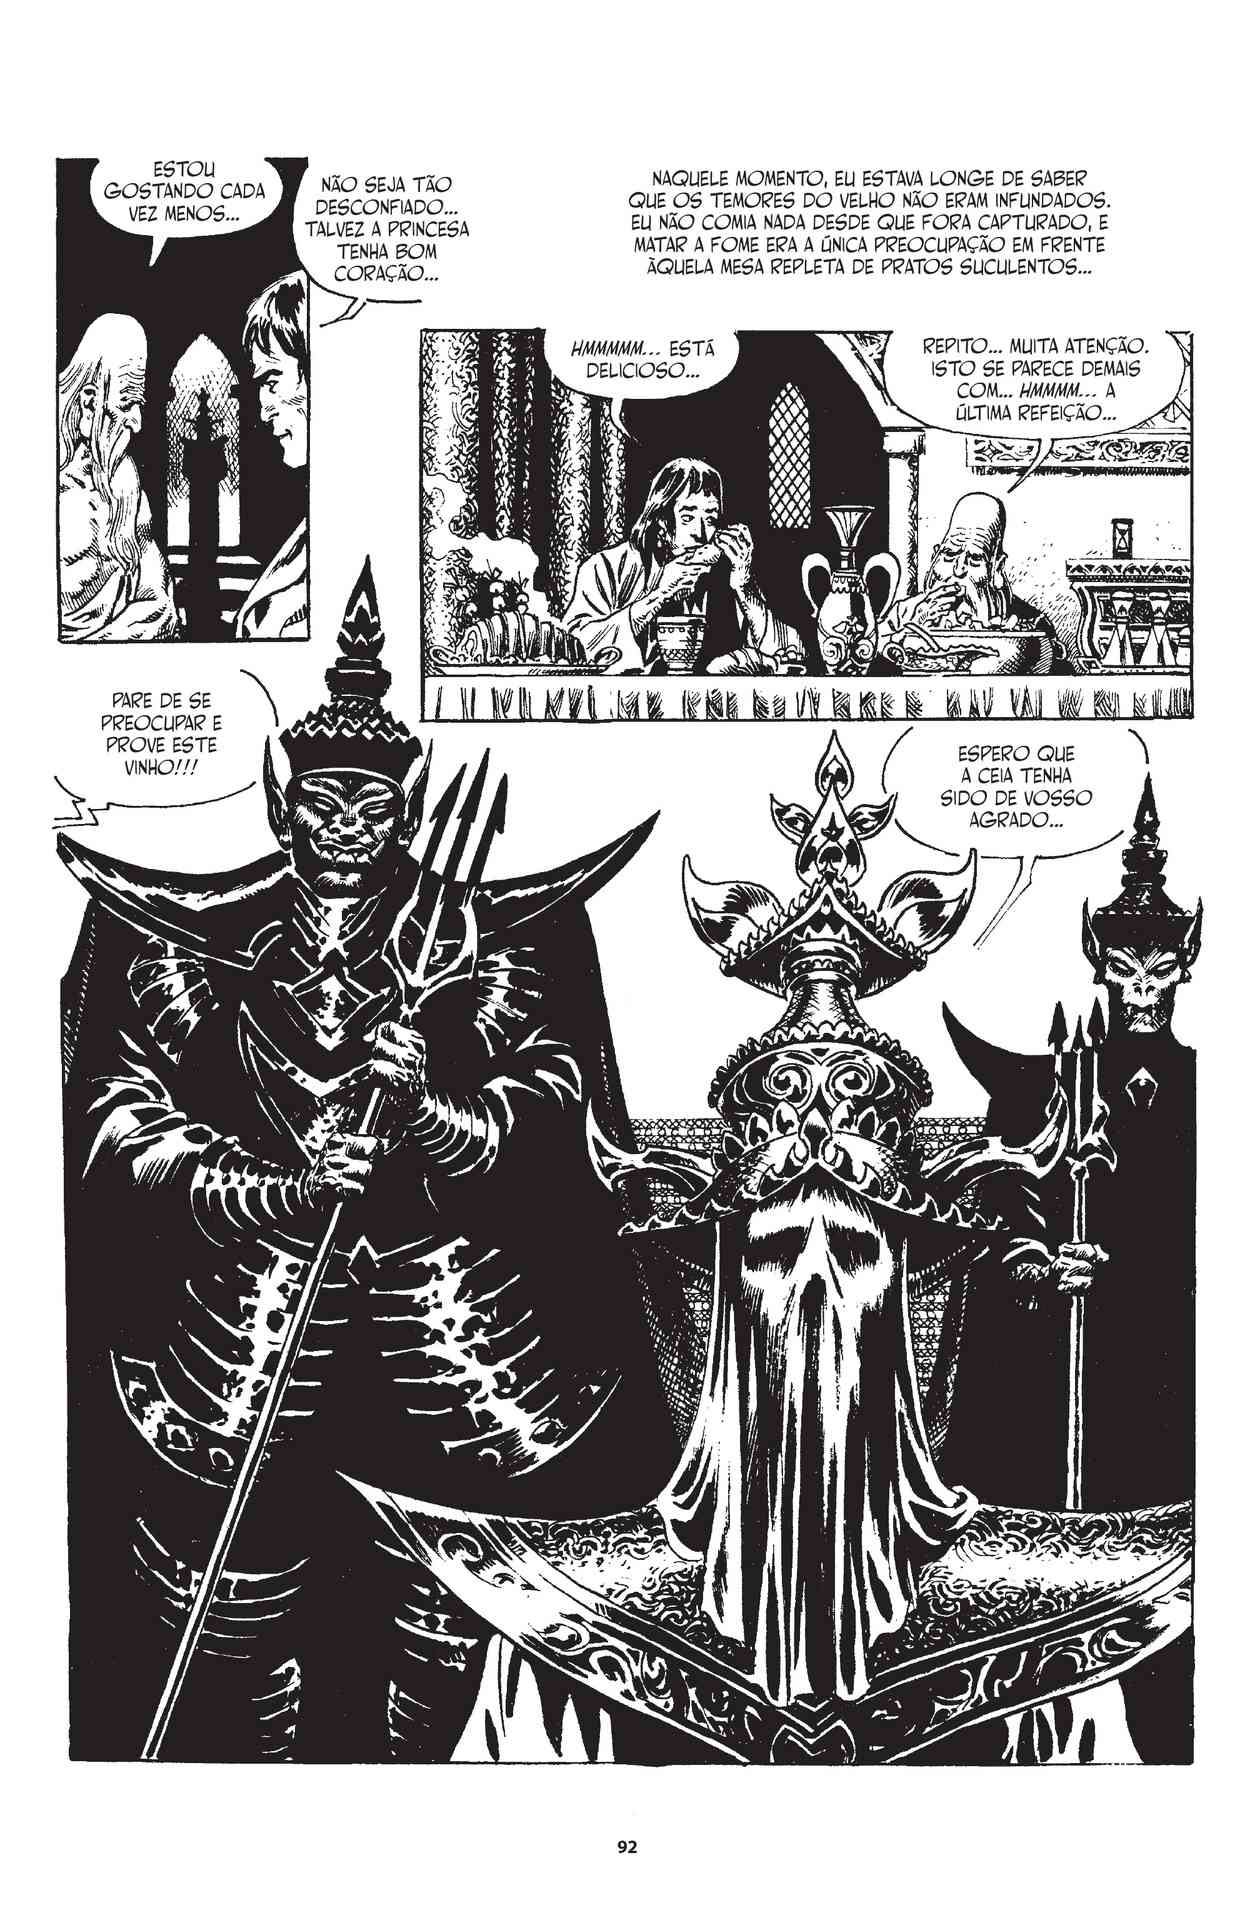 ESTOU
GOSTANDO CADA
VEZ MENOS...
NÃO SEJA TÃO
DESCONFIADO...
TALVEZ A PRINCESA
TENHA BOM
CORAÇÃO...
NAQUELE MOMENTO, EU ESTAVA LONGE DE SABER
QUE OS TEMORES DO VELHO NÃO ERAM INFUNDADOS.
EU NÃO COMIA NADA DESDE QUE FORA CAPTURADO, E
MATAR A FOME ERA A ÚNICA PREOCUPAÇÃO EM FRENTE
ÀQUELA MESA REPLETA DE PRATOS SUCULENTOS...
HMMMMM... ESTÁ
DELICIOSO...
REPITO... MUITA ATENÇÃO.
ISTO SE PARECE DEMAIS
COM... HMMMM... A
ÚLTIMA REFEIÇÃO...
PARE DE SE
PREOCUPAR E
PROVE ESTE
VINHO!!!
ESPERO QUE
A CEIA TENHA
SIDO DE VOSSO
AGRADO...
92